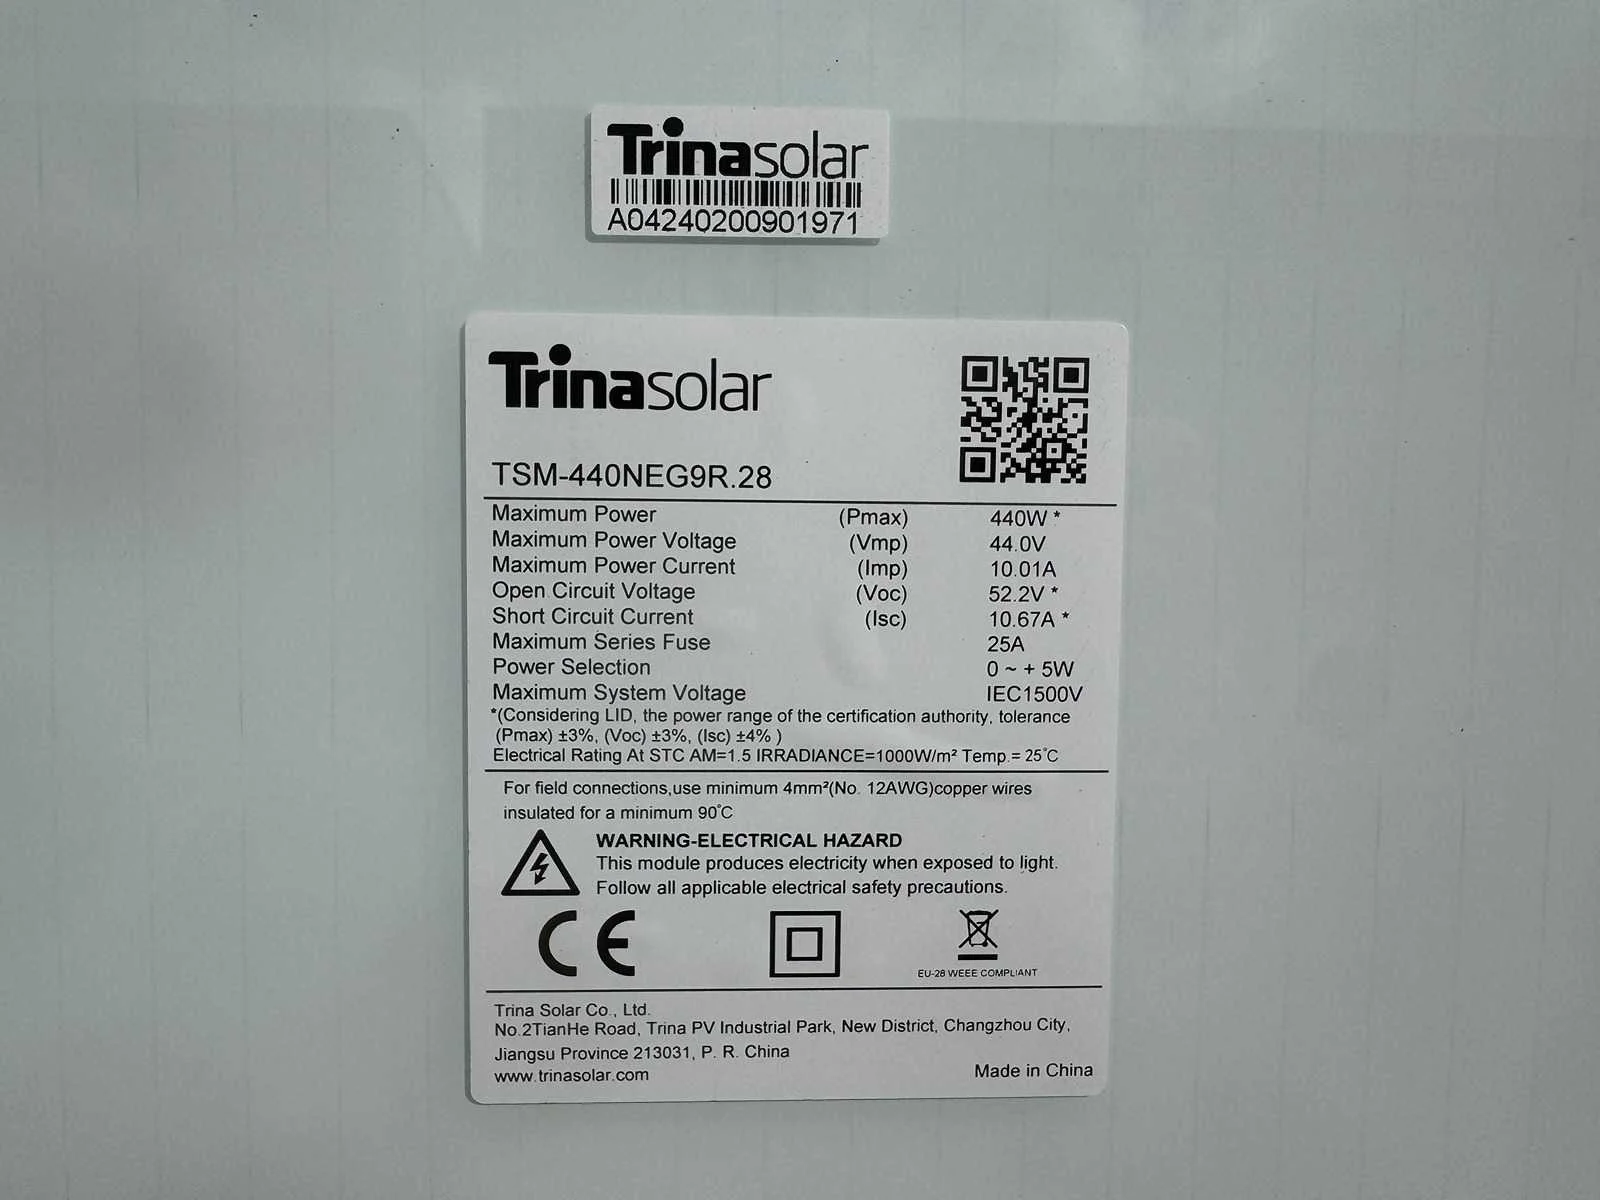 Trinasolar
A04240200901971
Trinasolar
TSM-440NEG9R.28
Maximum Power (Pmax) 440W *
Maximum Power Voltage (Vmp) 44.0V
Maximum Power Current (Imp) 10.01A
Open Circuit Voltage (Voc) 52.2V *
Short Circuit Current (Isc) 10.67A *
Maximum Series Fuse 25A
Power Selection 0 ~ + 5W
Maximum System Voltage IEC1500V
*(Considering LID, the power range of the certification authority, tolerance
(Pmax) ±3%, (Voc) ±3%, (Isc) ±4% )
Electrical Rating At STC AM=1.5 IRRADIANCE=1000W/m² Temp.= 25°C
For field connections,use minimum 4mm²(No. 12AWG)copper wires
insulated for a minimum 90°C
WARNING-ELECTRICAL HAZARD
This module produces electricity when exposed to light.
Follow all applicable electrical safety precautions.
CE
EU-28 WEEE COMPLIANT
Trina Solar Co., Ltd.
No.2TianHe Road, Trina PV Industrial Park, New District, Changzhou City,
Jiangsu Province 213031, P. R. China
www.trinasolar.com Made in China